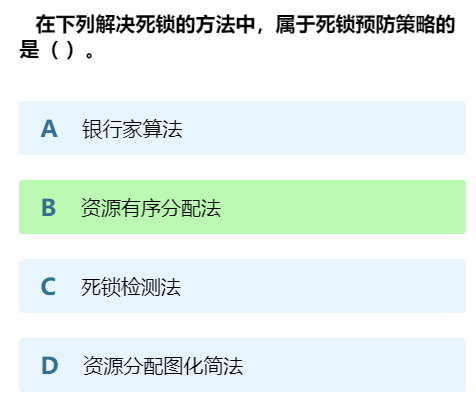 在下列解决死锁的方法中，属于死锁预防策略的
是（ ）。
A 银行家算法
B 资源有序分配法
C 死锁检测法
D 资源分配图化简法